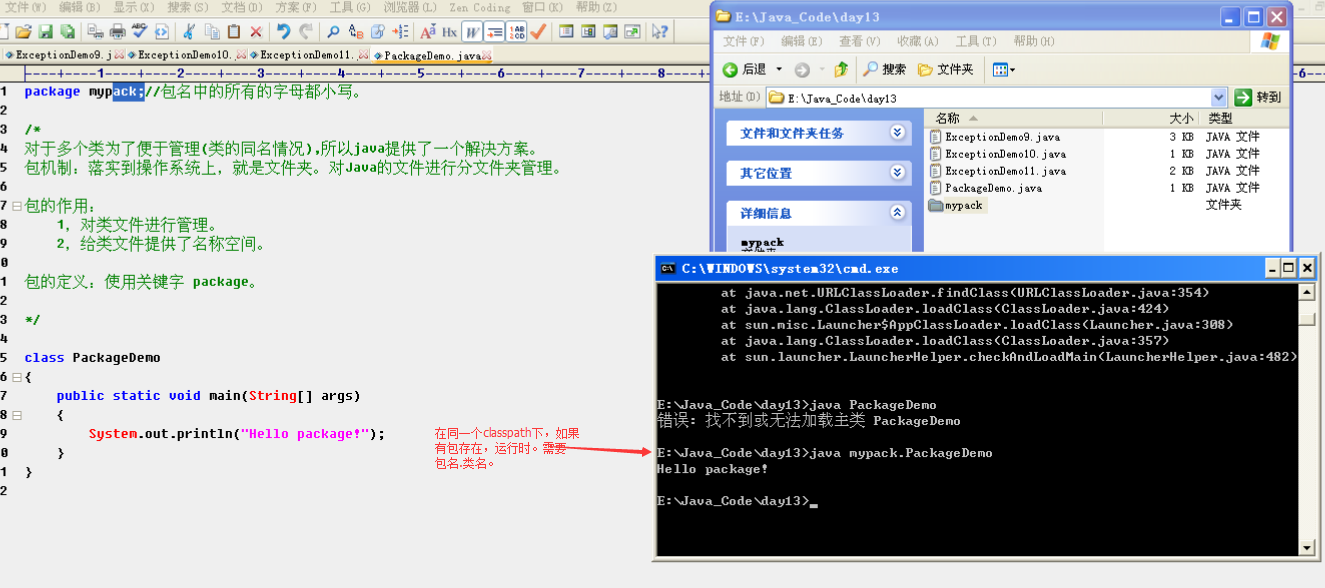 文件(F) 编辑(E) 显示(X) 搜索(S) 文档(D) 方案(P) 工具(G) 浏览器(L) Zen Coding 窗口(K) 帮助(Z)
ExceptionDemo9.j ExceptionDemo10. ExceptionDemo11. PackageDemo.java
----+----1----+----2----+----3----+----4----+----5----+----6----+----7----+----8--
1 package mypack;//包名中的所有的字母都小写。
2
3 /*
4 对于多个类为了便于管理(类的同名情况),所以java提供了一个解决方案。
5 包机制：落实到操作系统上，就是文件夹。对Java的文件进行分文件夹管理。
6
7 包的作用：
8 1，对类文件进行管理。
9 2，给类文件提供了名称空间。
0
1 包的定义：使用关键字 package。
2
3 */
4
5 class PackageDemo
6 {
7 public static void main(String[] args)
8 {
9 System.out.println("Hello package!");
0 }
1 }
2
在同一个classpath下，如果
有包存在，运行时。需要
包名.类名。
E:\Java_Code\day13
文件(F) 编辑(E) 查看(V) 收藏(A) 工具(T) 帮助(H)
后退 搜索 文件夹
地址(D) E:\Java_Code\day13 转到
文件和文件夹任务
其它位置
详细信息
mypack
文件夹
名称 大小 类型
ExceptionDemo9.java 3 KB JAVA 文件
ExceptionDemo10.java 1 KB JAVA 文件
ExceptionDemo11.java 2 KB JAVA 文件
PackageDemo.java 1 KB JAVA 文件
mypack 文件夹
C:\WINDOWS\system32\cmd.exe
at java.net.URLClassLoader.findClass(URLClassLoader.java:354)
at java.lang.ClassLoader.loadClass(ClassLoader.java:424)
at sun.misc.Launcher$AppClassLoader.loadClass(Launcher.java:308)
at java.lang.ClassLoader.loadClass(ClassLoader.java:357)
at sun.launcher.LauncherHelper.checkAndLoadMain(LauncherHelper.java:482)
E:\Java_Code\day13>java PackageDemo
错误: 找不到或无法加载主类 PackageDemo
E:\Java_Code\day13>java mypack.PackageDemo
Hello package!
E:\Java_Code\day13>